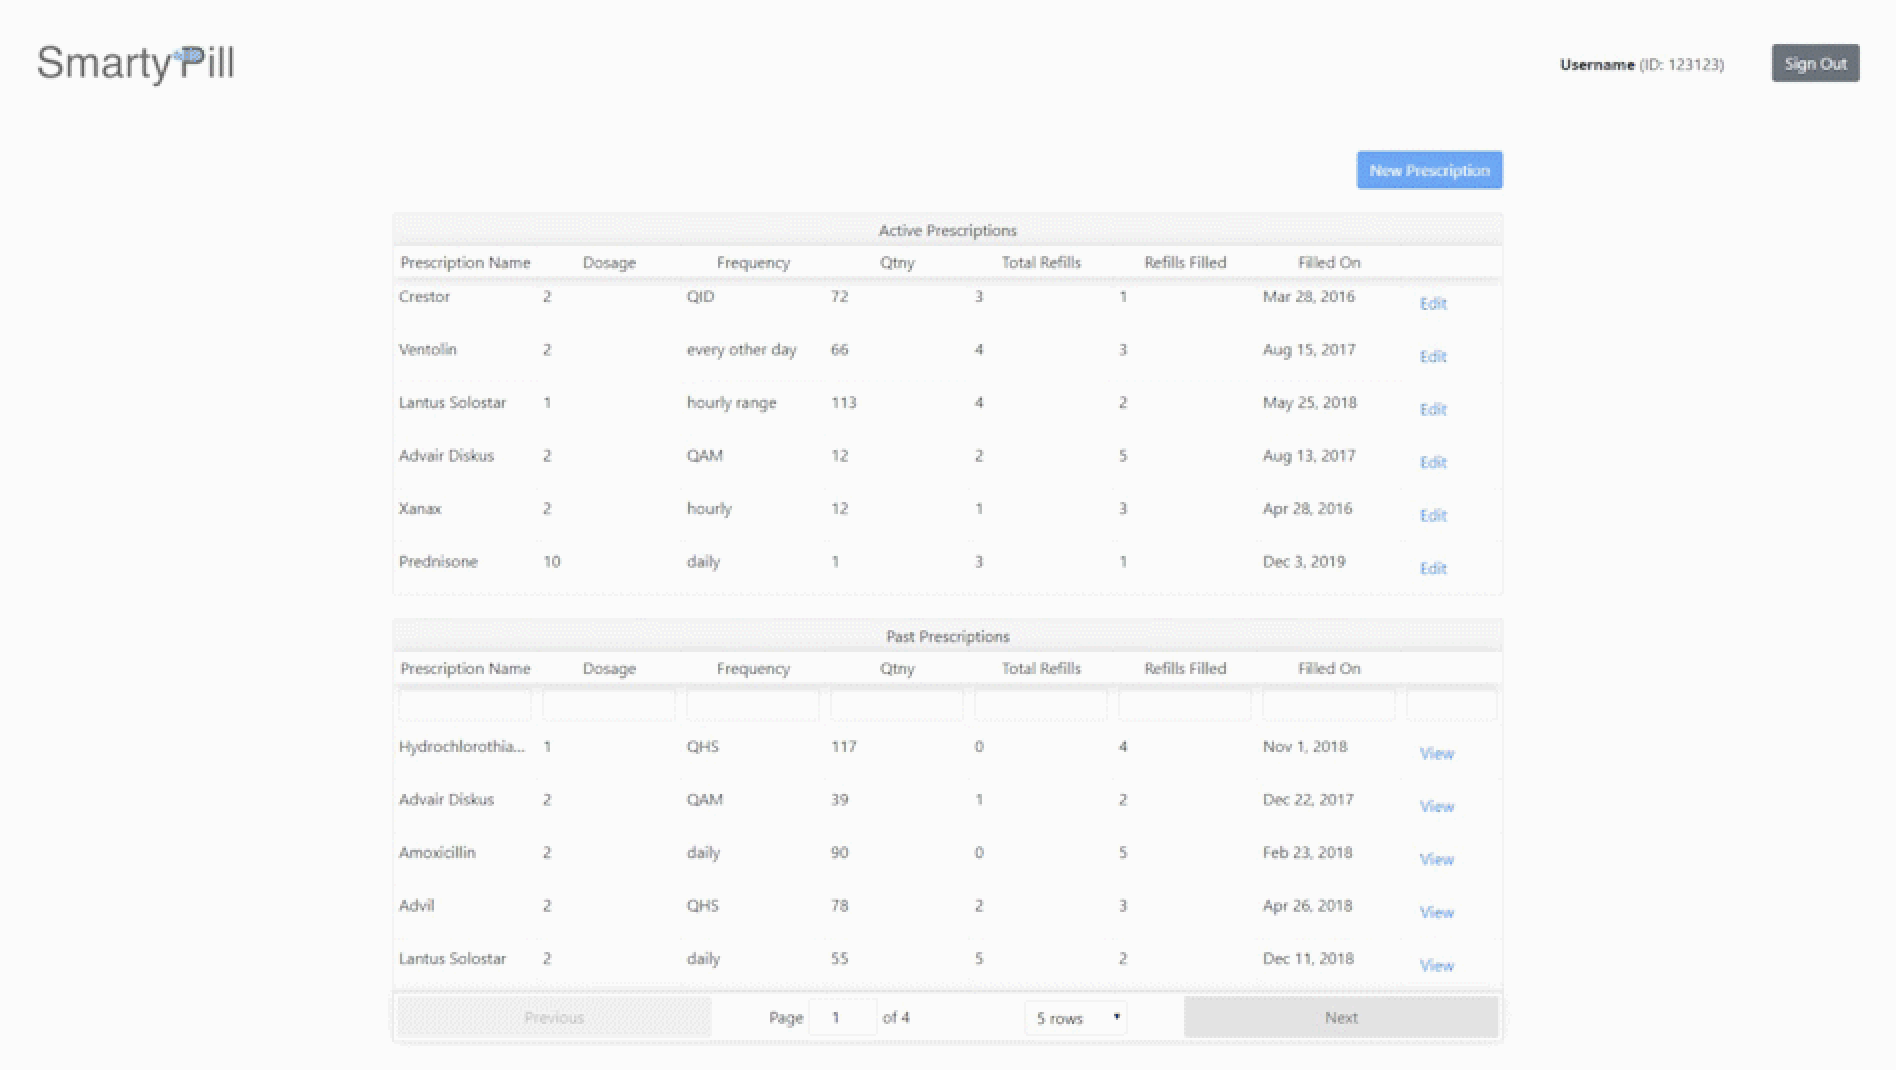 SmartyPill
Username (ID: 123123) Sign Out
New Prescription
Active Prescriptions
Prescription Name Dosage Frequency Qtny Total Refills Refills Filled Filled On
Crestor 2 QID 72 3 1 Mar 28, 2016 Edit
Ventolin 2 every other day 66 4 3 Aug 15, 2017 Edit
Lantus Solostar 1 hourly range 113 4 2 May 25, 2018 Edit
Advair Diskus 2 QAM 12 2 5 Aug 13, 2017 Edit
Xanax 2 hourly 12 1 3 Apr 28, 2016 Edit
Prednisone 10 daily 1 3 1 Dec 3, 2019 Edit
Past Prescriptions
Prescription Name Dosage Frequency Qtny Total Refills Refills Filled Filled On
Hydrochlorothia... 1 QHS 117 0 4 Nov 1, 2018 View
Advair Diskus 2 QAM 39 1 2 Dec 22, 2017 View
Amoxicillin 2 daily 90 0 5 Feb 23, 2018 View
Advil 2 QHS 78 2 3 Apr 26, 2018 View
Lantus Solostar 2 daily 55 5 2 Dec 11, 2018 View
Previous Page 1 of 4 5 rows Next